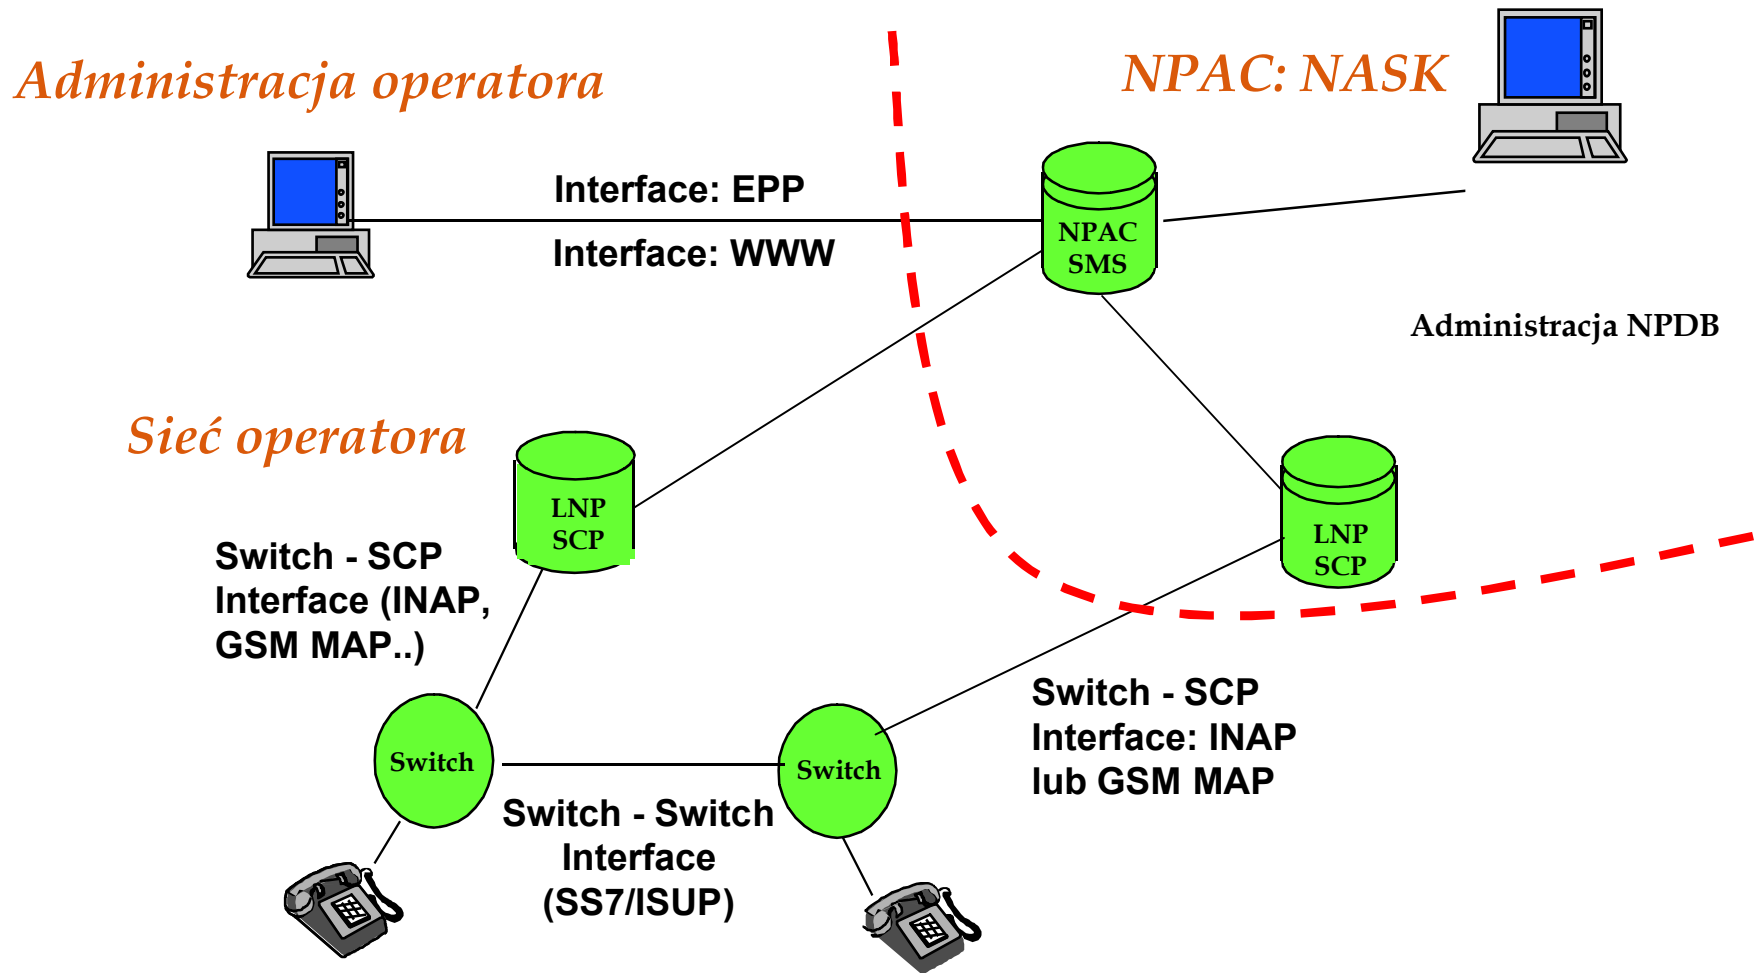 Administracja operatora
NPAC: NASK
Interface: EPP
Interface: WWW
NPAC
SMS
Administracja NPDB
Sieć operatora
LNP
SCP
LNP
SCP
Switch - SCP
Interface (INAP,
GSM MAP..)
Switch - SCP
Interface: INAP
lub GSM MAP
Switch
Switch
Switch - Switch
Interface
(SS7/ISUP)